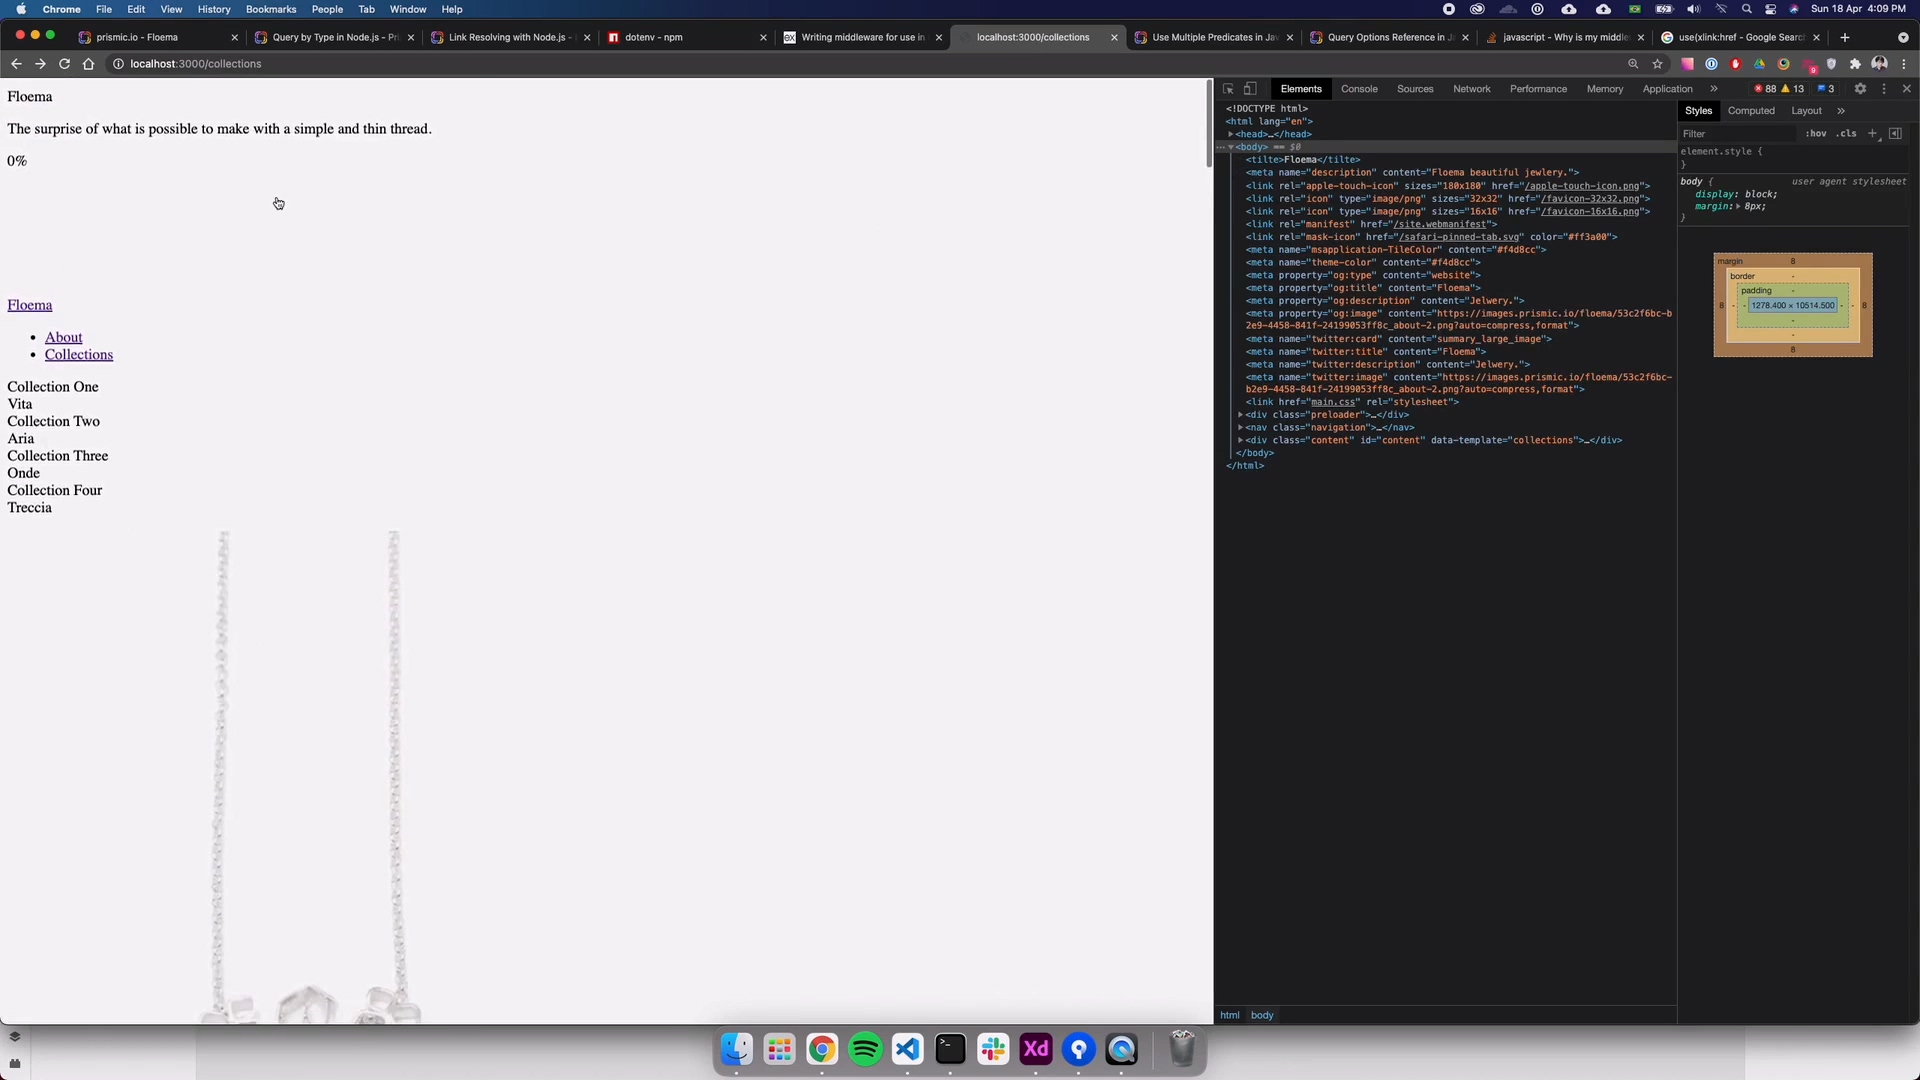 Chrome File Edit View History Bookmarks People Tab Window Help
Sun 18 Apr 4:09 PM
prismic.io - Floema
Query by Type in Node.js - Pri
Link Resolving with Node.js -
dotenv - npm
Writing middleware for use in
localhost:3000/collections
Use Multiple Predicates in Jav
Query Options Reference in J
javascript - Why is my middle
use(xlink:href - Google Search
localhost:3000/collections
9
Floema
The surprise of what is possible to make with a simple and thin thread.
0%
Floema
About
Collections
Collection One
Vita
Collection Two
Aria
Collection Three
Onde
Collection Four
Treccia
Elements Console Sources Network Performance Memory Application » 88 13 3
<!DOCTYPE html>
<html lang="en">
<head>…</head>
<body> == $0
<tilte>Floema</tilte>
<meta name="description" content="Floema beautiful jewlery.">
<link rel="apple-touch-icon" sizes="180x180" href="/apple-touch-icon.png">
<link rel="icon" type="image/png" sizes="32x32" href="/favicon-32x32.png">
<link rel="icon" type="image/png" sizes="16x16" href="/favicon-16x16.png">
<link rel="manifest" href="/site.webmanifest">
<link rel="mask-icon" href="/safari-pinned-tab.svg" color="#ff3a00">
<meta name="msapplication-TileColor" content="#f4d8cc">
<meta name="theme-color" content="#f4d8cc">
<meta property="og:type" content="website">
<meta property="og:title" content="Floema">
<meta property="og:description" content="Jelwery.">
<meta property="og:image" content="https://images.prismic.io/floema/53c2f6bc-b
2e9-4458-841f-24199053ff8c_about-2.png?auto=compress,format">
<meta name="twitter:card" content="summary_large_image">
<meta name="twitter:title" content="Floema">
<meta name="twitter:description" content="Jelwery.">
<meta name="twitter:image" content="https://images.prismic.io/floema/53c2f6bc-
b2e9-4458-841f-24199053ff8c_about-2.png?auto=compress,format">
<link href="main.css" rel="stylesheet">
<div class="preloader">…</div>
<nav class="navigation">…</nav>
<div class="content" id="content" data-template="collections">…</div>
</body>
</html>
html body
Styles Computed Layout »
Filter :hov .cls +
element.style {
}
body { user agent stylesheet
display: block;
margin: 8px;
}
margin 8
border -
padding -
8 - - 1278.400 × 10514.500 - - 8
-
-
8
Xd